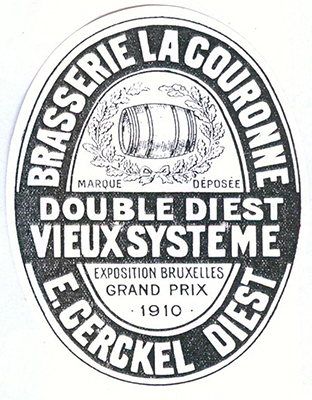 BRASSERIE LA COURONNE
MARQUE DÉPOSÉE
DOUBLE DIEST
VIEUX SYSTEME
EXPOSITION BRUXELLES
GRAND PRIX
· 1910 ·
E. CERCKEL DIEST